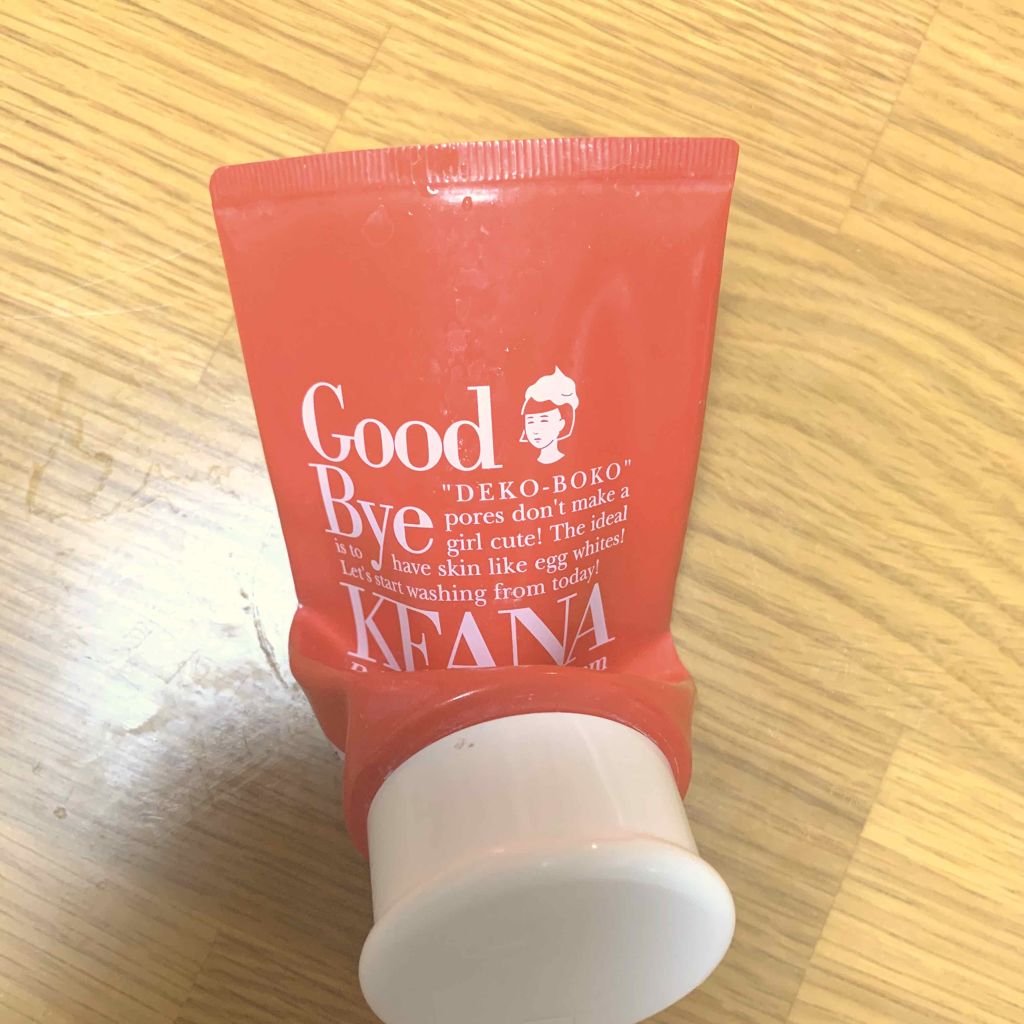 Good
Bye
"DEKO-BOKO"
pores don't make a
girl cute! The ideal
is to have skin like egg whites!
Let's start washing from today!
KEANA